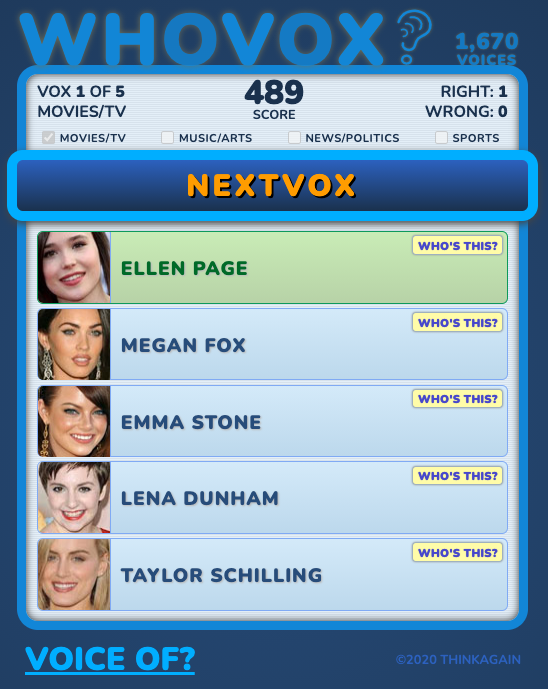 WHOVOX?
1,670
VOICES
VOX 1 OF 5
MOVIES/TV
489
SCORE
RIGHT: 1
WRONG: 0
MOVIES/TV MUSIC/ARTS NEWS/POLITICS SPORTS
NEXTVOX
ELLEN PAGE
WHO'S THIS?
MEGAN FOX
WHO'S THIS?
EMMA STONE
WHO'S THIS?
LENA DUNHAM
WHO'S THIS?
TAYLOR SCHILLING
WHO'S THIS?
VOICE OF?
©2020 THINKAGAIN